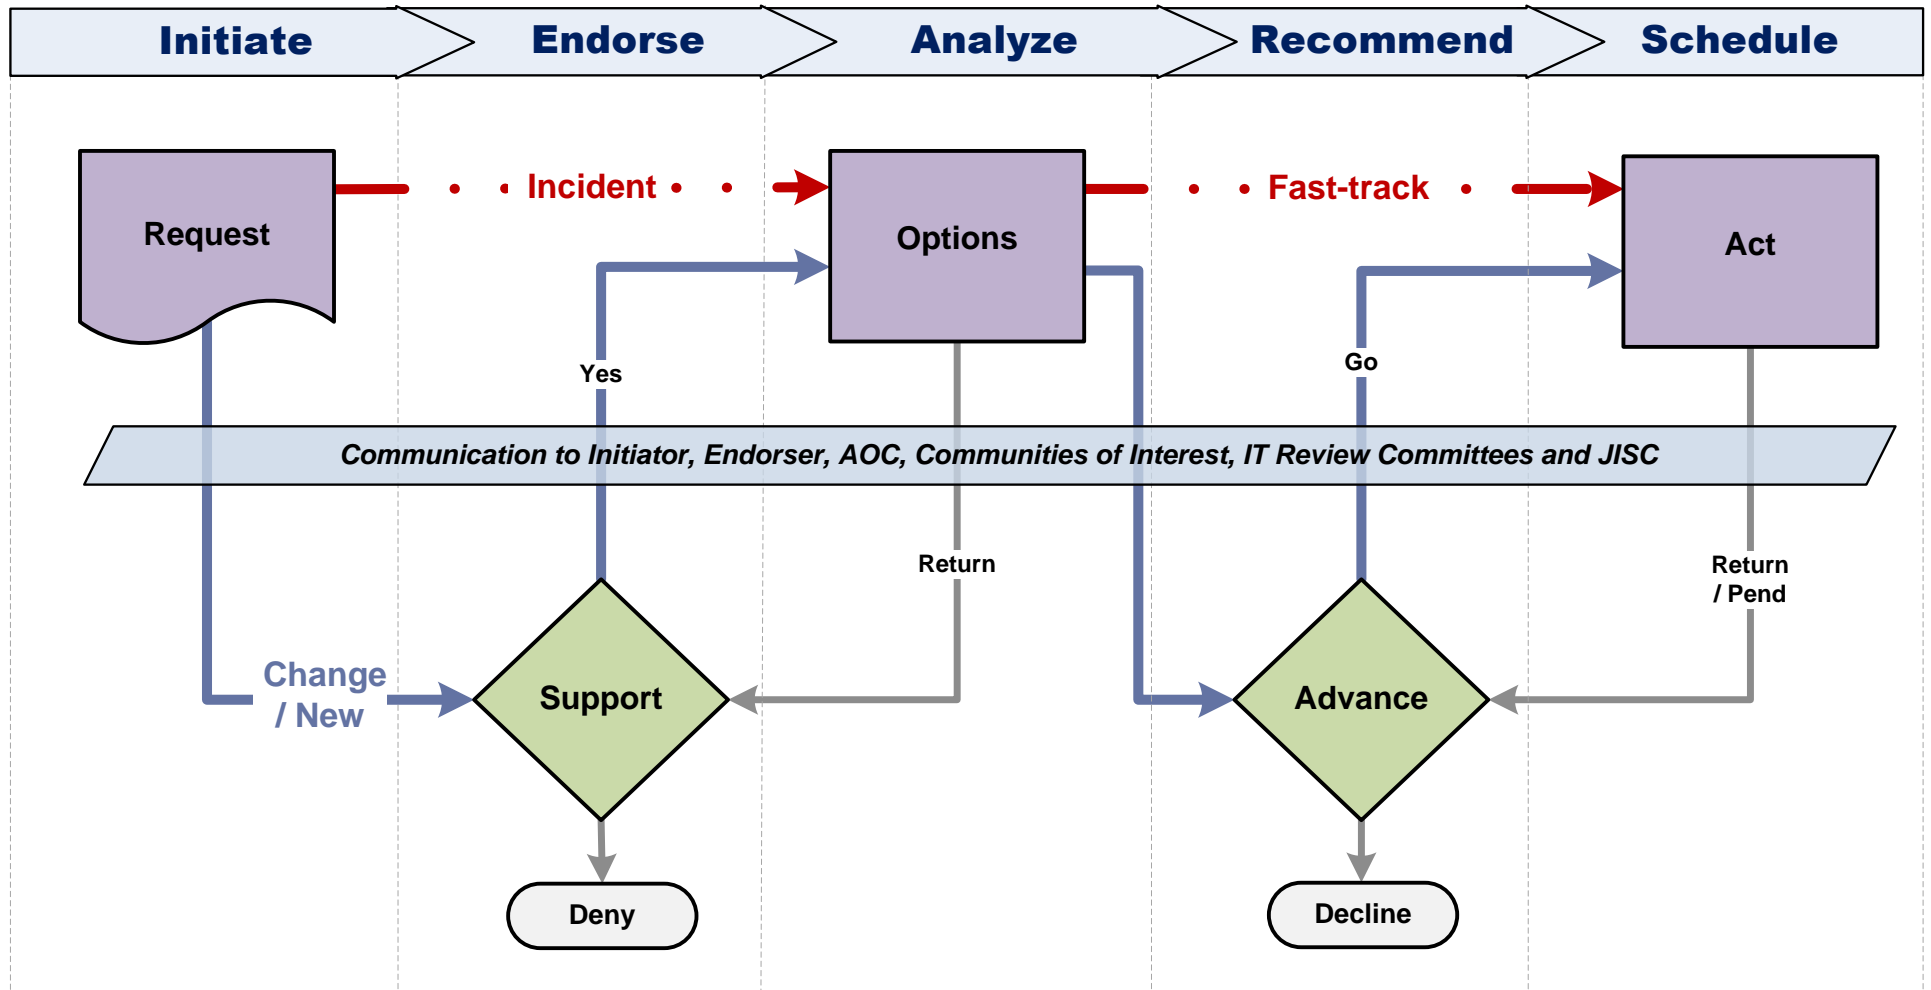 Initiate
Endorse
Analyze
Recommend
Schedule
Request
Incident
Options
Fast-track
Act
Yes
Go
Communication to Initiator, Endorser, AOC, Communities of Interest, IT Review Committees and JISC
Return
Return
/ Pend
Change
/ New
Support
Advance
Deny
Decline